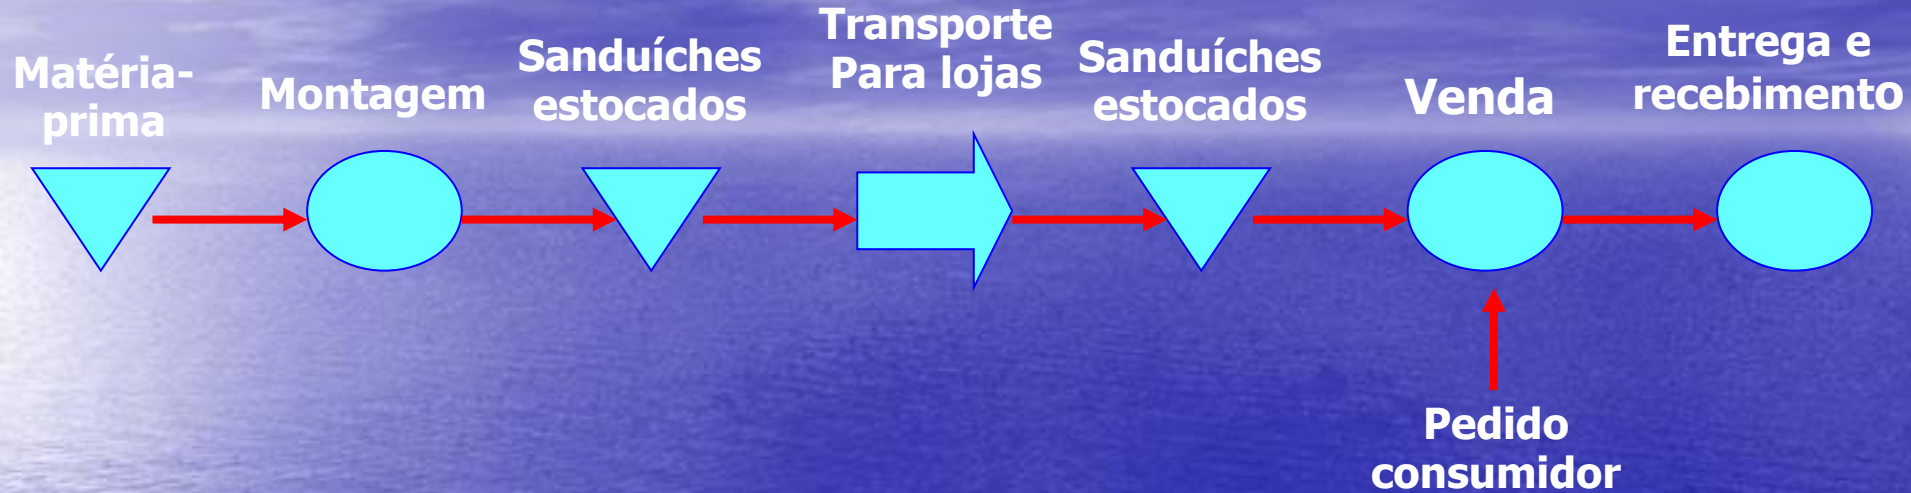 Matéria-
prima
Montagem
Sanduíches
estocados
Transporte
Para lojas
Sanduíches
estocados
Venda
Entrega e
recebimento
Pedido
consumidor